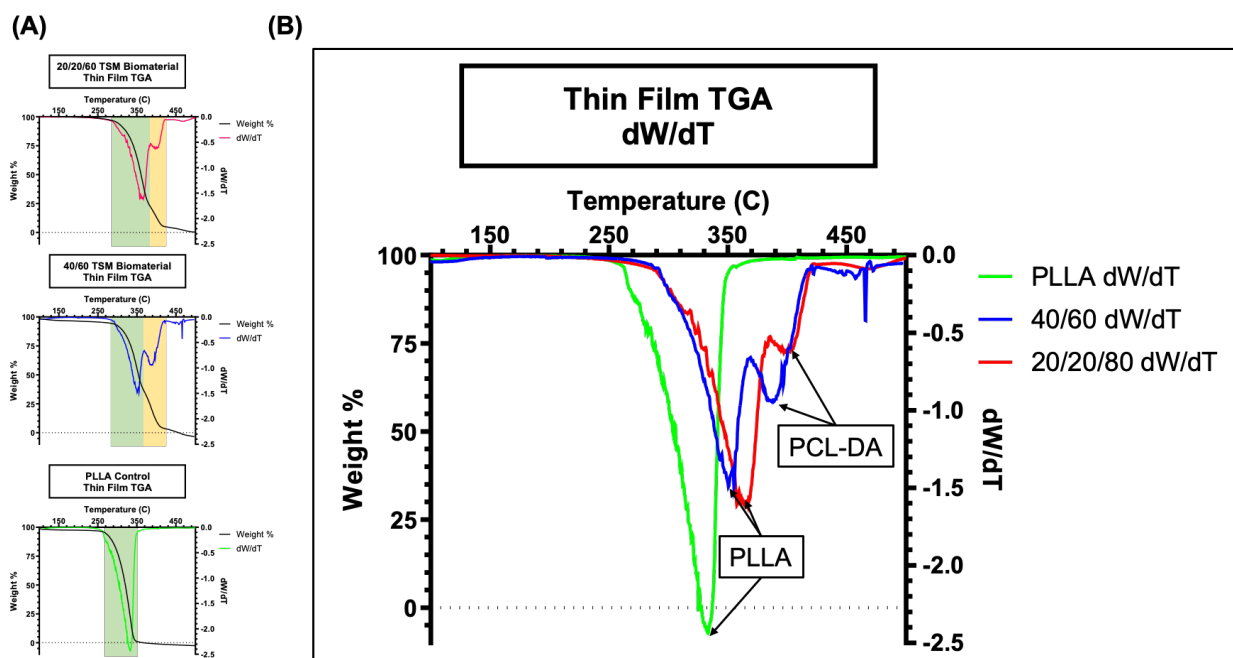 (A)
20/20/60 TSM Biomaterial
Thin Film TGA
Temperature (C)
150 250 350 450
100 75 50 25 0
Weight %
0.0 -0.5 -1.0 -1.5 -2.0 -2.5
dW/dT
Weight %
dW/dT
40/60 TSM Biomaterial
Thin Film TGA
Temperature (C)
150 250 350 450
100 75 50 25 0
Weight %
0.0 -0.5 -1.0 -1.5 -2.0 -2.5
dW/dT
Weight %
dW/dT
PLLA Control
Thin Film TGA
Temperature (C)
150 250 350 450
100 75 50 25 0
Weight %
0.0 -0.5 -1.0 -1.5 -2.0 -2.5
dW/dT
Weight %
dW/dT
(B)
Thin Film TGA
dW/dT
Temperature (C)
150 250 350 450
100 75 50 25 0
Weight %
0.0 -0.5 -1.0 -1.5 -2.0 -2.5
dW/dT
PCL-DA
PLLA
PLLA dW/dT
40/60 dW/dT
20/20/80 dW/dT